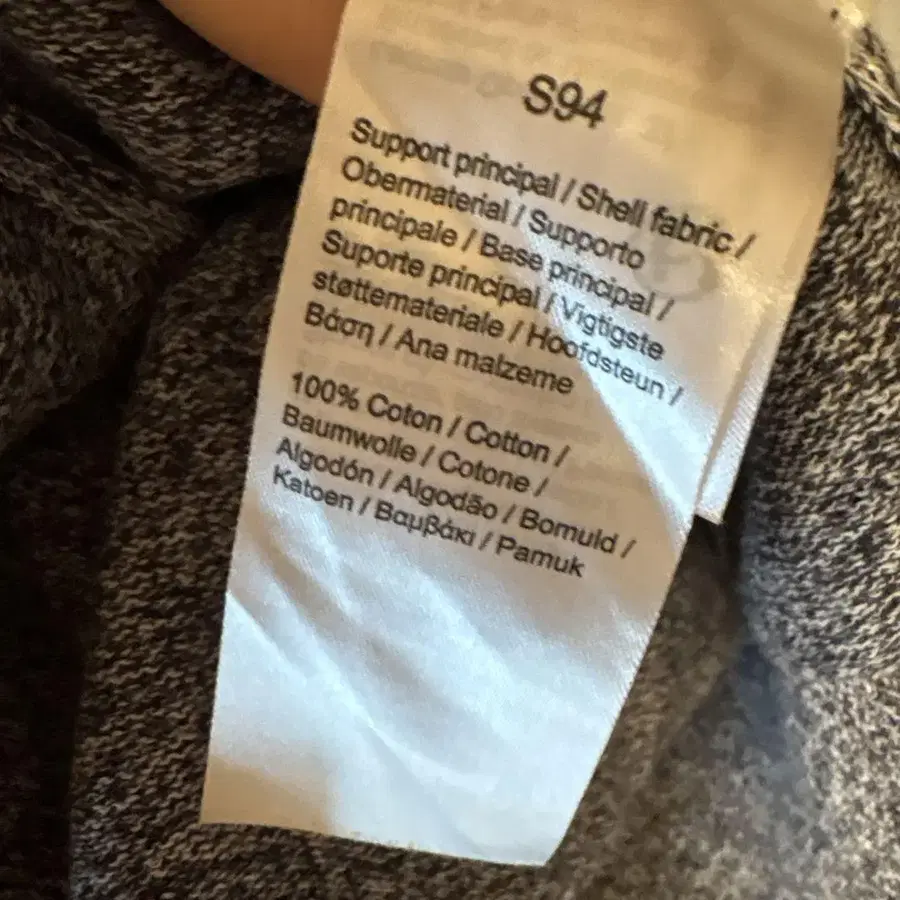 S94
Support principal / Shell fabric /
Obermaterial / Supporto
principale / Base principal /
Suporte principal / Vigtigste
støttemateriale / Hoofdsteun /
Βάση / Ana malzeme
100% Coton / Cotton /
Baumwolle / Cotone /
Algodón / Algodão / Bomuld /
Katoen / Βαμβάκι / Pamuk